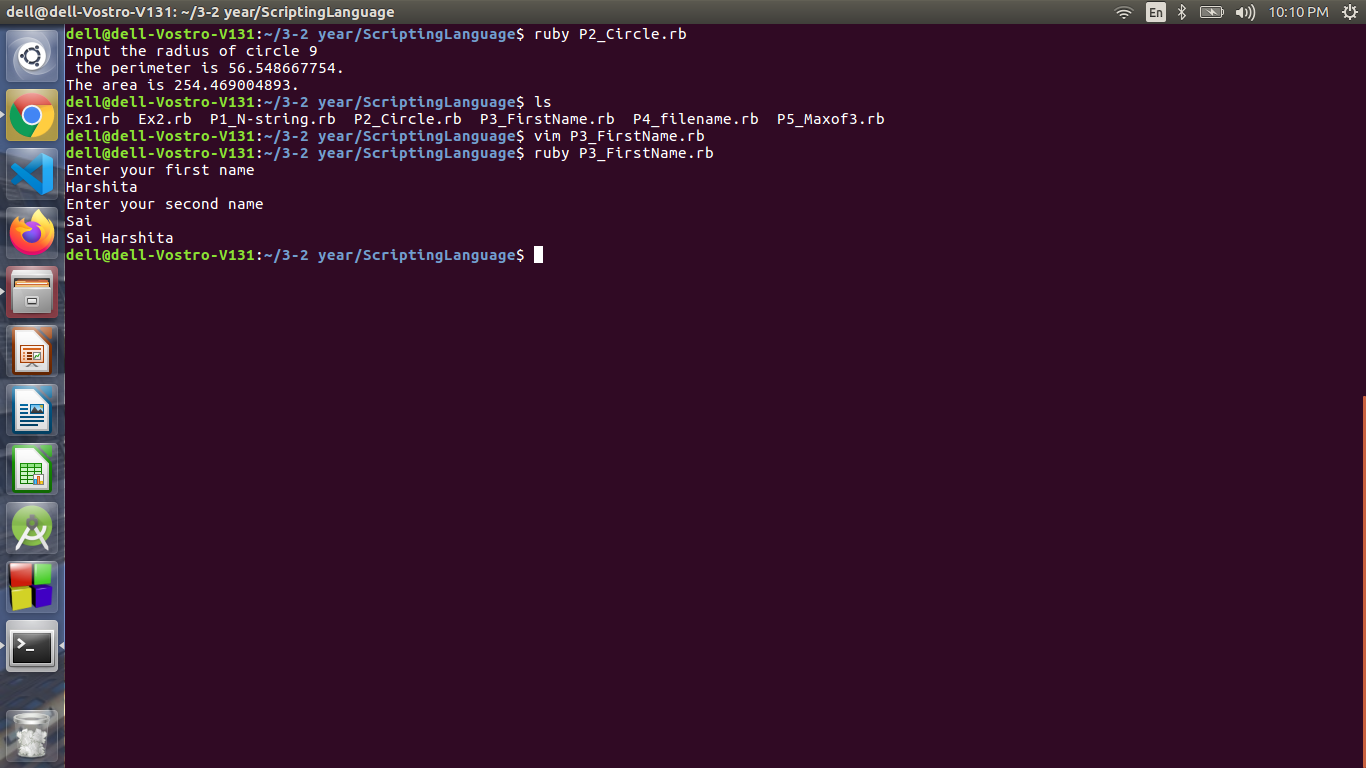 dell@dell-Vostro-V131: ~/3-2 year/ScriptingLanguage
En
10:10 PM
dell@dell-Vostro-V131:~/3-2 year/ScriptingLanguage$ ruby P2_Circle.rb
Input the radius of circle 9
 the perimeter is 56.548667754.
The area is 254.469004893.
dell@dell-Vostro-V131:~/3-2 year/ScriptingLanguage$ ls
Ex1.rb  Ex2.rb  P1_N-string.rb  P2_Circle.rb  P3_FirstName.rb  P4_filename.rb  P5_Maxof3.rb
dell@dell-Vostro-V131:~/3-2 year/ScriptingLanguage$ vim P3_FirstName.rb
dell@dell-Vostro-V131:~/3-2 year/ScriptingLanguage$ ruby P3_FirstName.rb
Enter your first name
Harshita
Enter your second name
Sai
Sai Harshita
dell@dell-Vostro-V131:~/3-2 year/ScriptingLanguage$